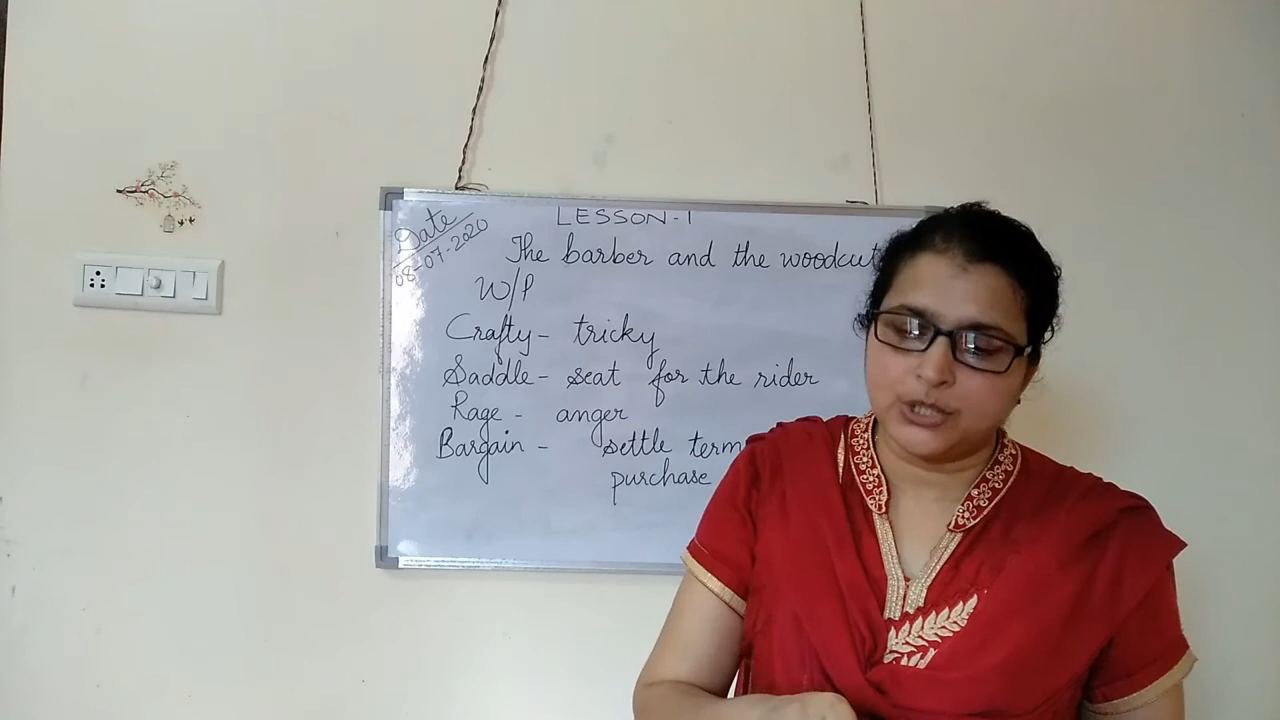 LESSON-1
Date
08-07-2020
The barber and the woodcut
W/P
Crafty - tricky
Saddle - seat for the rider
Rage - anger
Bargain - settle term
purchase